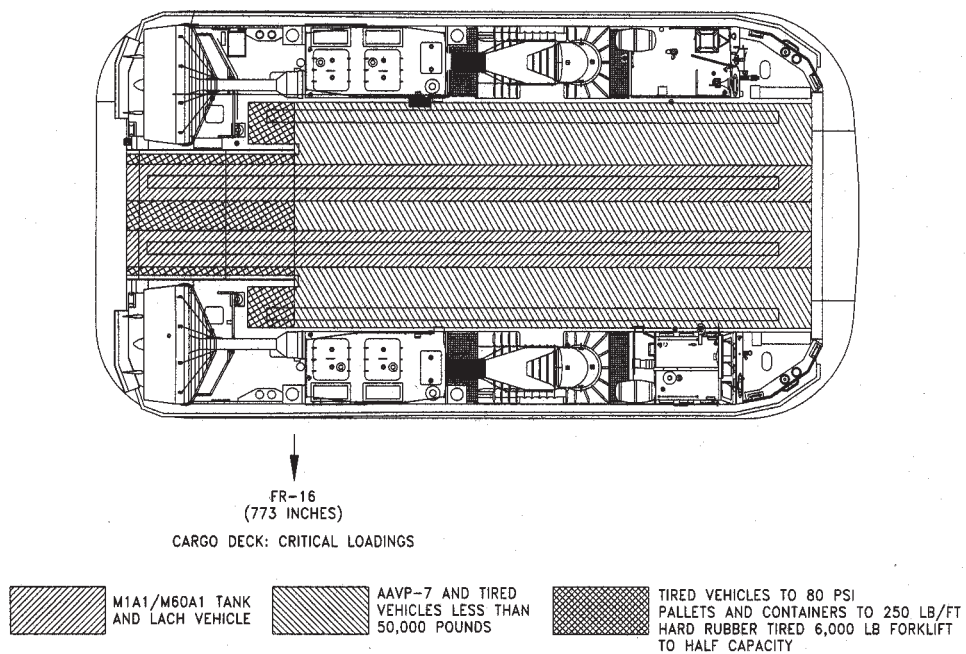 FR-16
(773 INCHES)
CARGO DECK: CRITICAL LOADINGS
M1A1/M60A1 TANK
AND LACH VEHICLE
AAVP-7 AND TIRED
VEHICLES LESS THAN
50,000 POUNDS
TIRED VEHICLES TO 80 PSI
PALLETS AND CONTAINERS TO 250 LB/FT
HARD RUBBER TIRED 6,000 LB FORKLIFT
TO HALF CAPACITY